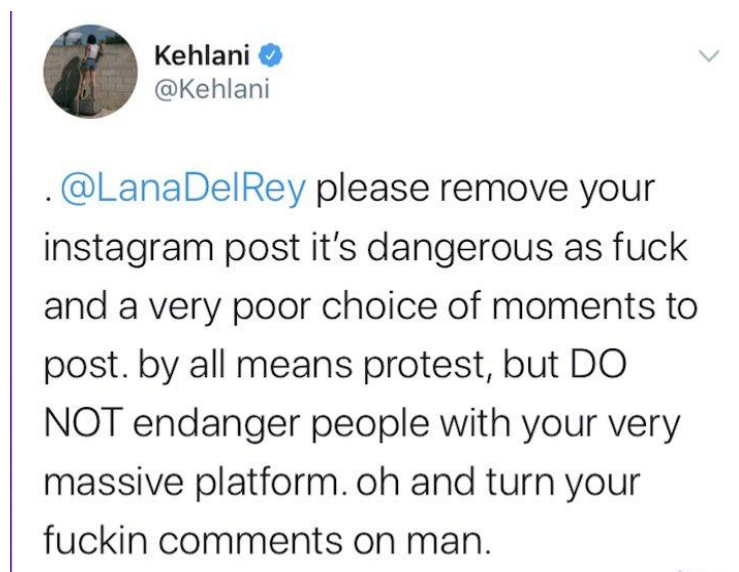 Kehlani
@Kehlani
. @LanaDelRey please remove your
instagram post it's dangerous as fuck
and a very poor choice of moments to
post. by all means protest, but DO
NOT endanger people with your very
massive platform. oh and turn your
fuckin comments on man.